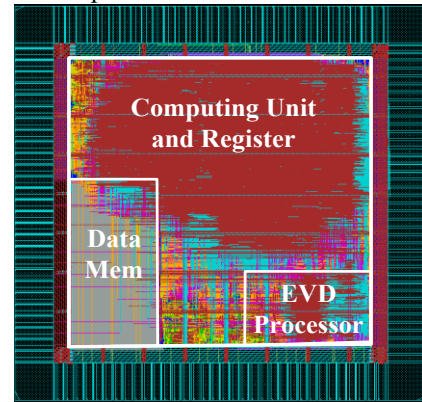 Computing Unit
and Register
Data
Mem
EVD
Processor